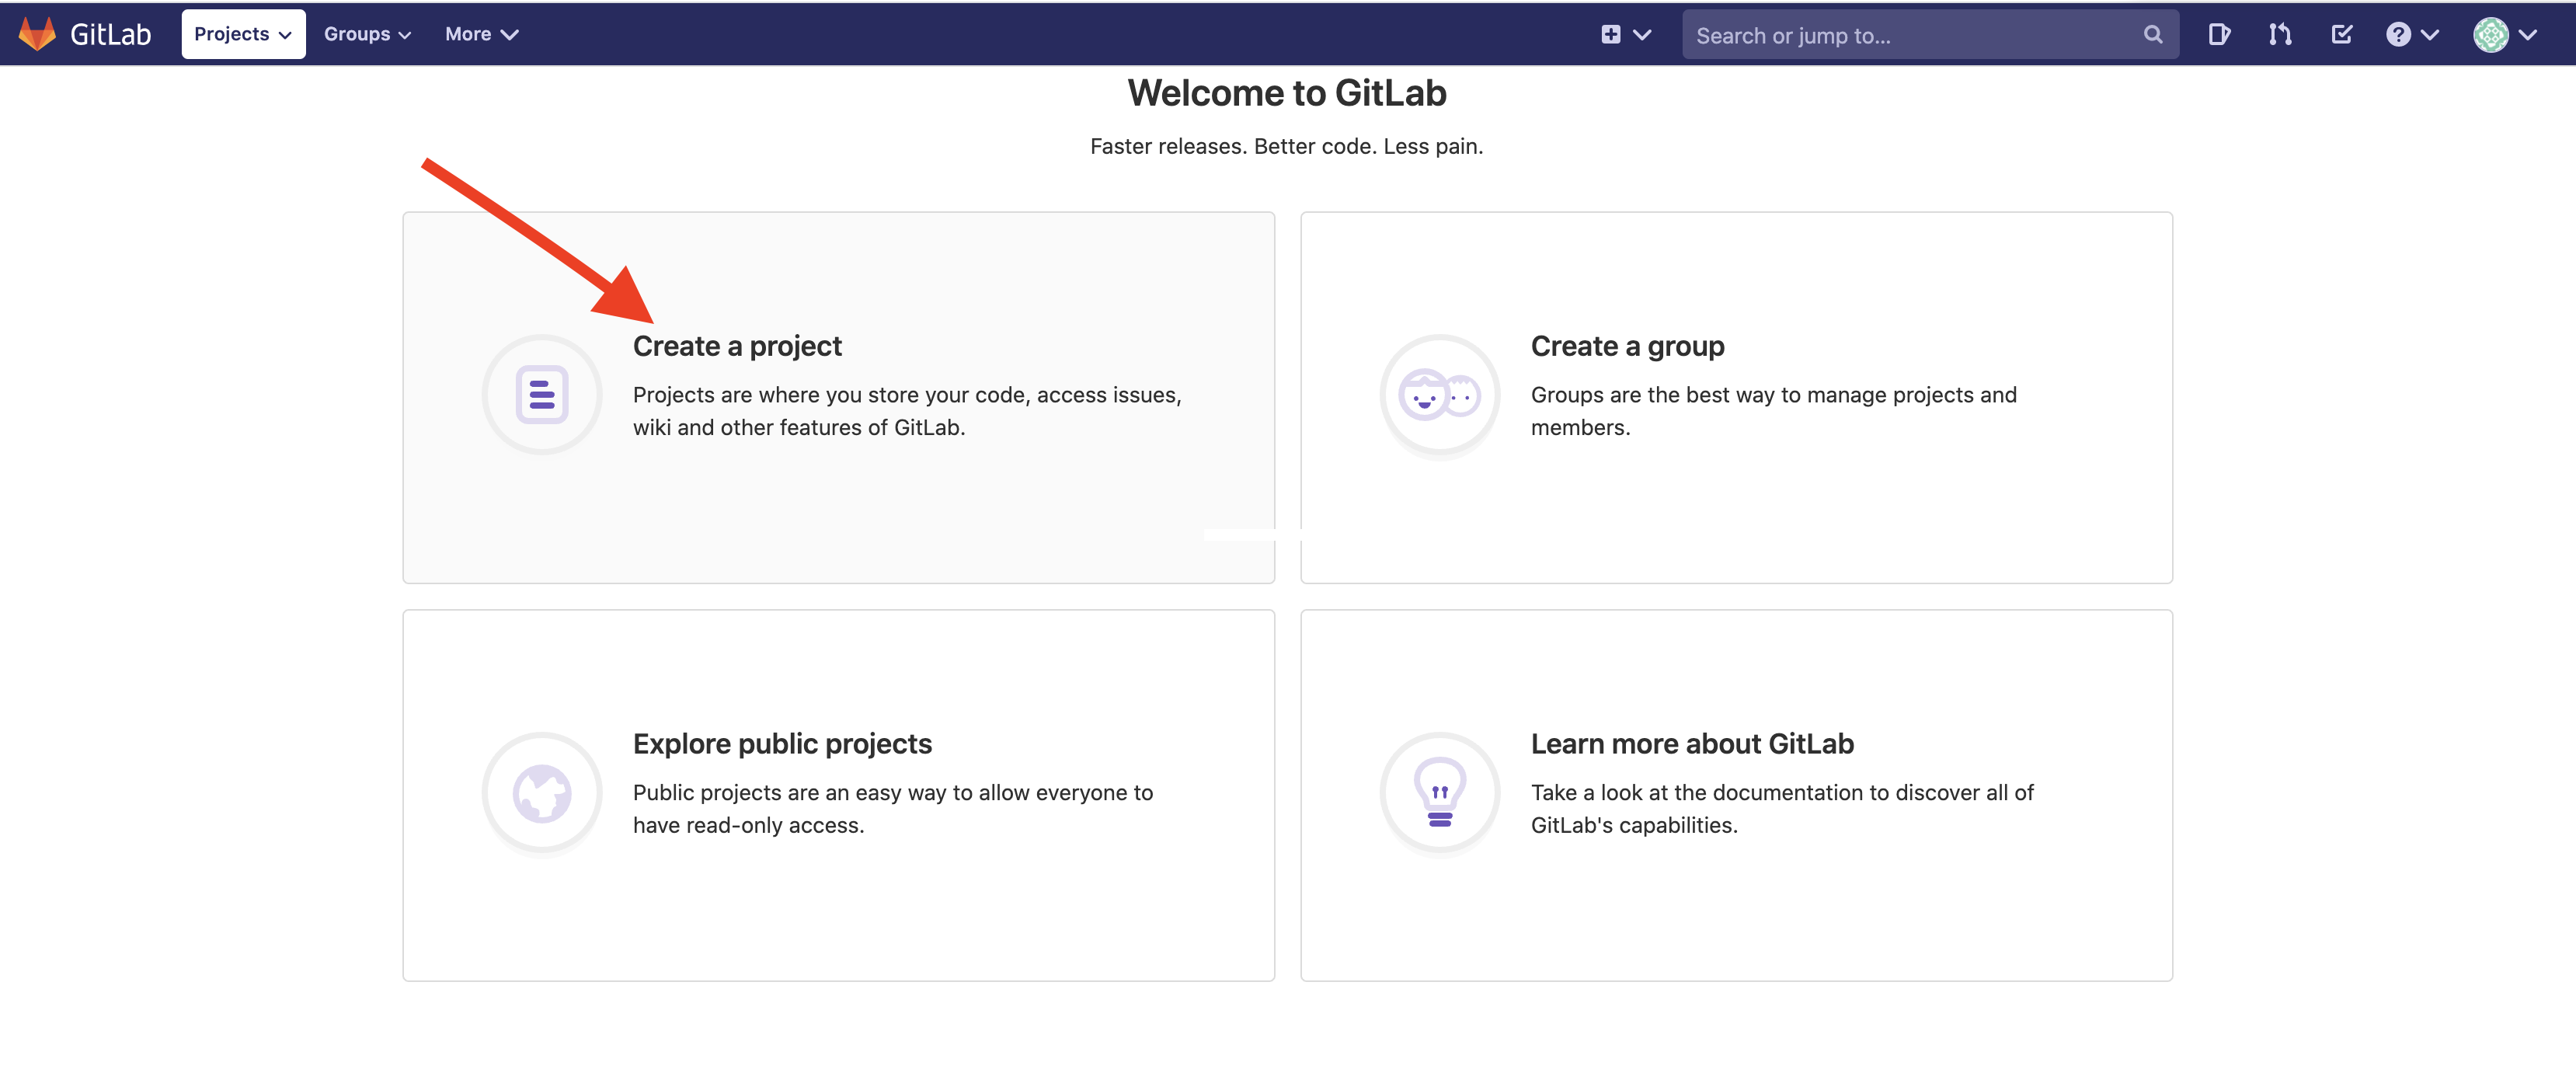 GitLab Projects Groups More Search or jump to...
Welcome to GitLab
Faster releases. Better code. Less pain.
Create a project
Projects are where you store your code, access issues,
wiki and other features of GitLab.
Create a group
Groups are the best way to manage projects and
members.
Explore public projects
Public projects are an easy way to allow everyone to
have read-only access.
Learn more about GitLab
Take a look at the documentation to discover all of
GitLab's capabilities.